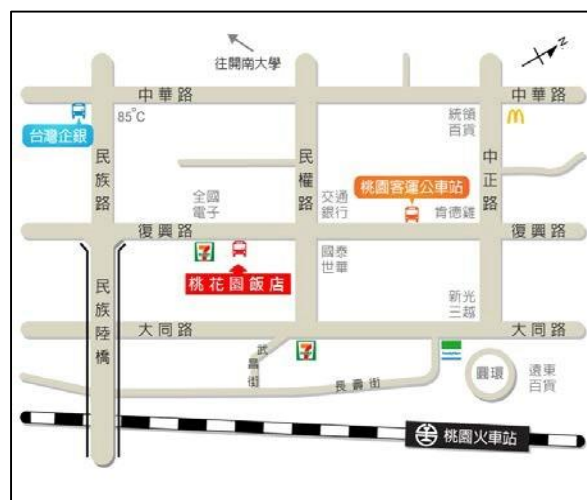 N
往開南大學
中華路
中華路
85°C
台灣企銀
統領
百貨
民族路
民權路
中正路
全國
電子
交通
銀行
桃園客運公車站
肯德雞
復興路
復興路
7
桃花園飯店
國泰
世華
民族陸橋
新光
三越
大同路
大同路
武昌街
7
長壽街
圓環
遠東
百貨
桃園火車站